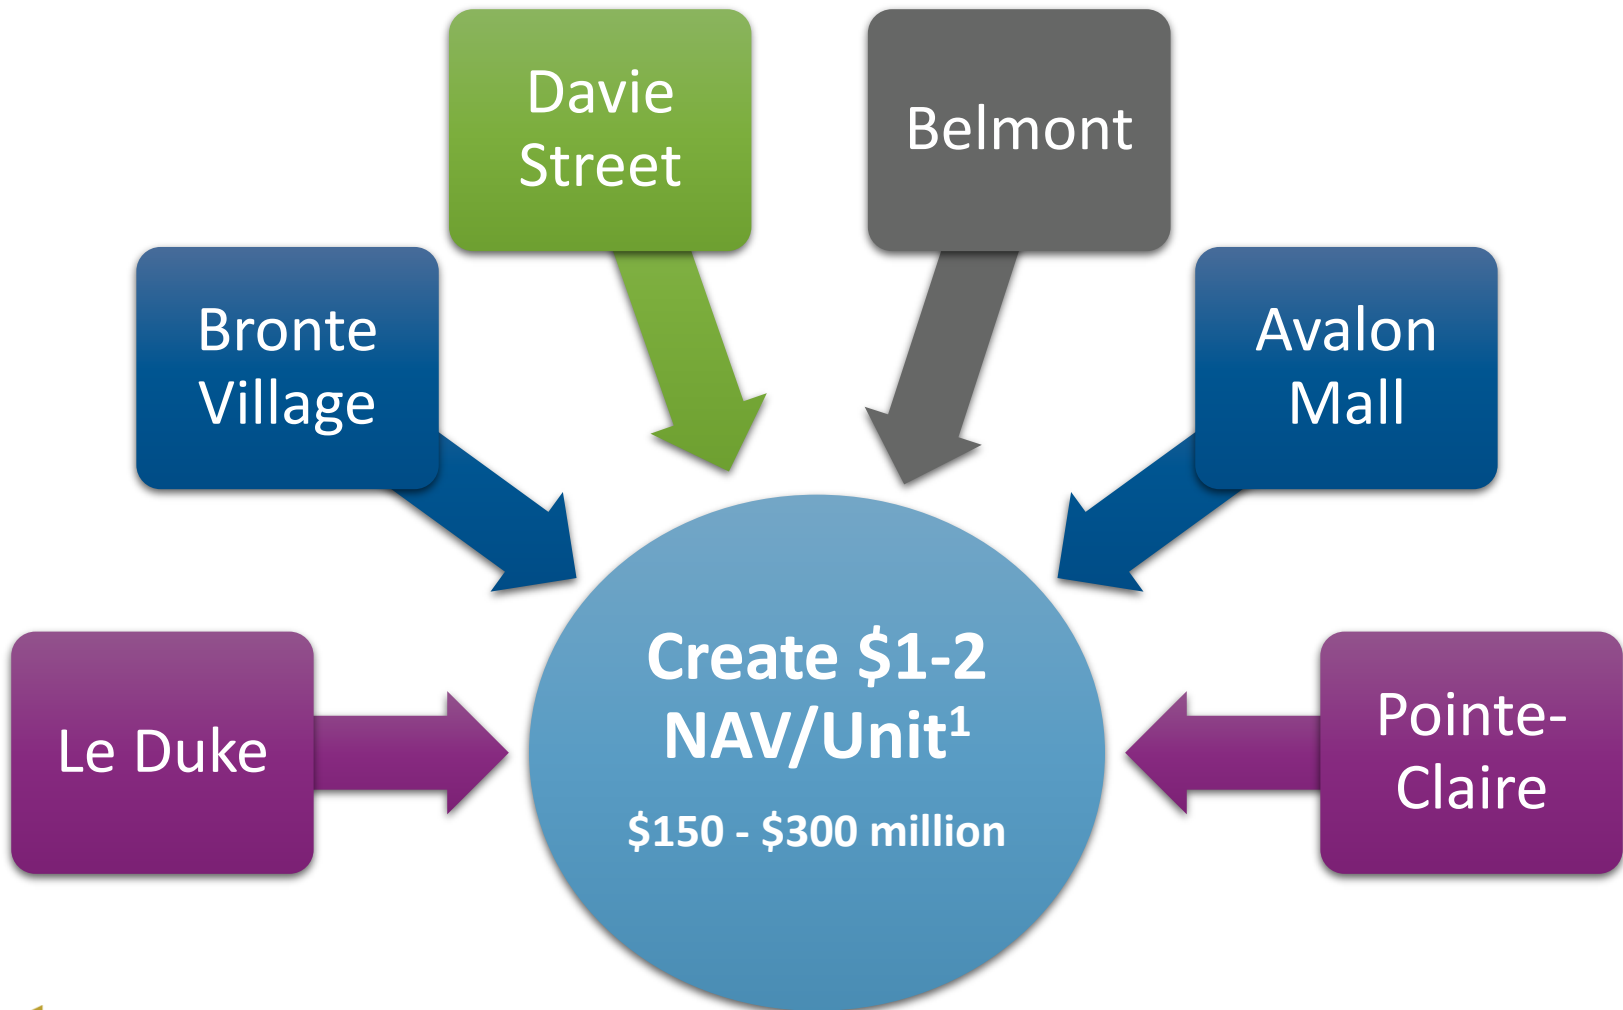 Davie
Street
Belmont
Bronte
Village
Avalon
Mall
Le Duke
Create $1-2
NAV/Unit¹
$150 - $300 million
Pointe-
Claire